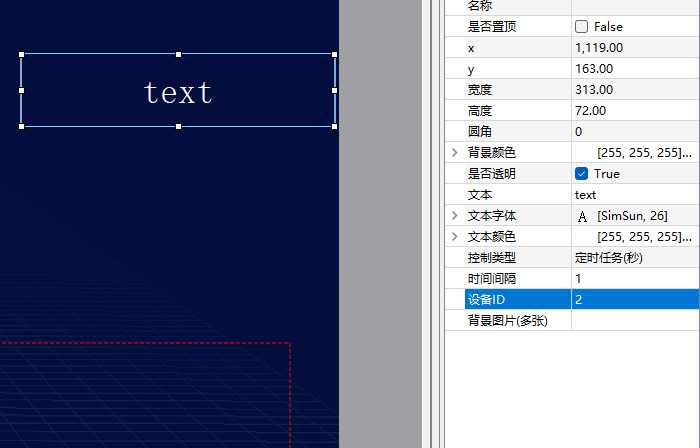 text
名称
是否置顶 False
x 1,119.00
y 163.00
宽度 313.00
高度 72.00
圆角 0
背景颜色 [255, 255, 255]...
是否透明 True
文本 text
文本字体 A [SimSun, 26]
文本颜色 [255, 255, 255]...
控制类型 定时任务(秒)
时间间隔 1
设备ID 2
背景图片(多张)